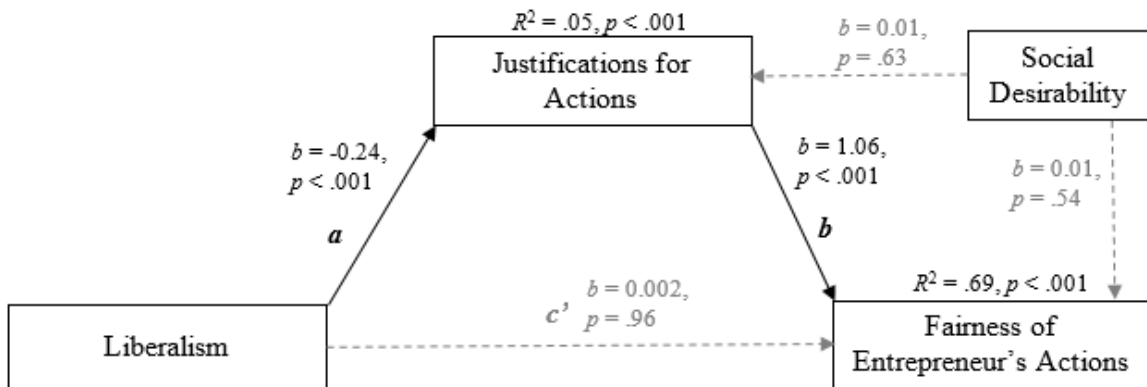 R² = .05, p < .001
Justifications for
Actions
b = 0.01,
p = .63
Social
Desirability
b = -0.24,
p < .001
a
b = 1.06,
p < .001
b
b = 0.01,
p = .54
R² = .69, p < .001
Liberalism
c’
b = 0.002,
p = .96
Fairness of
Entrepreneur’s Actions